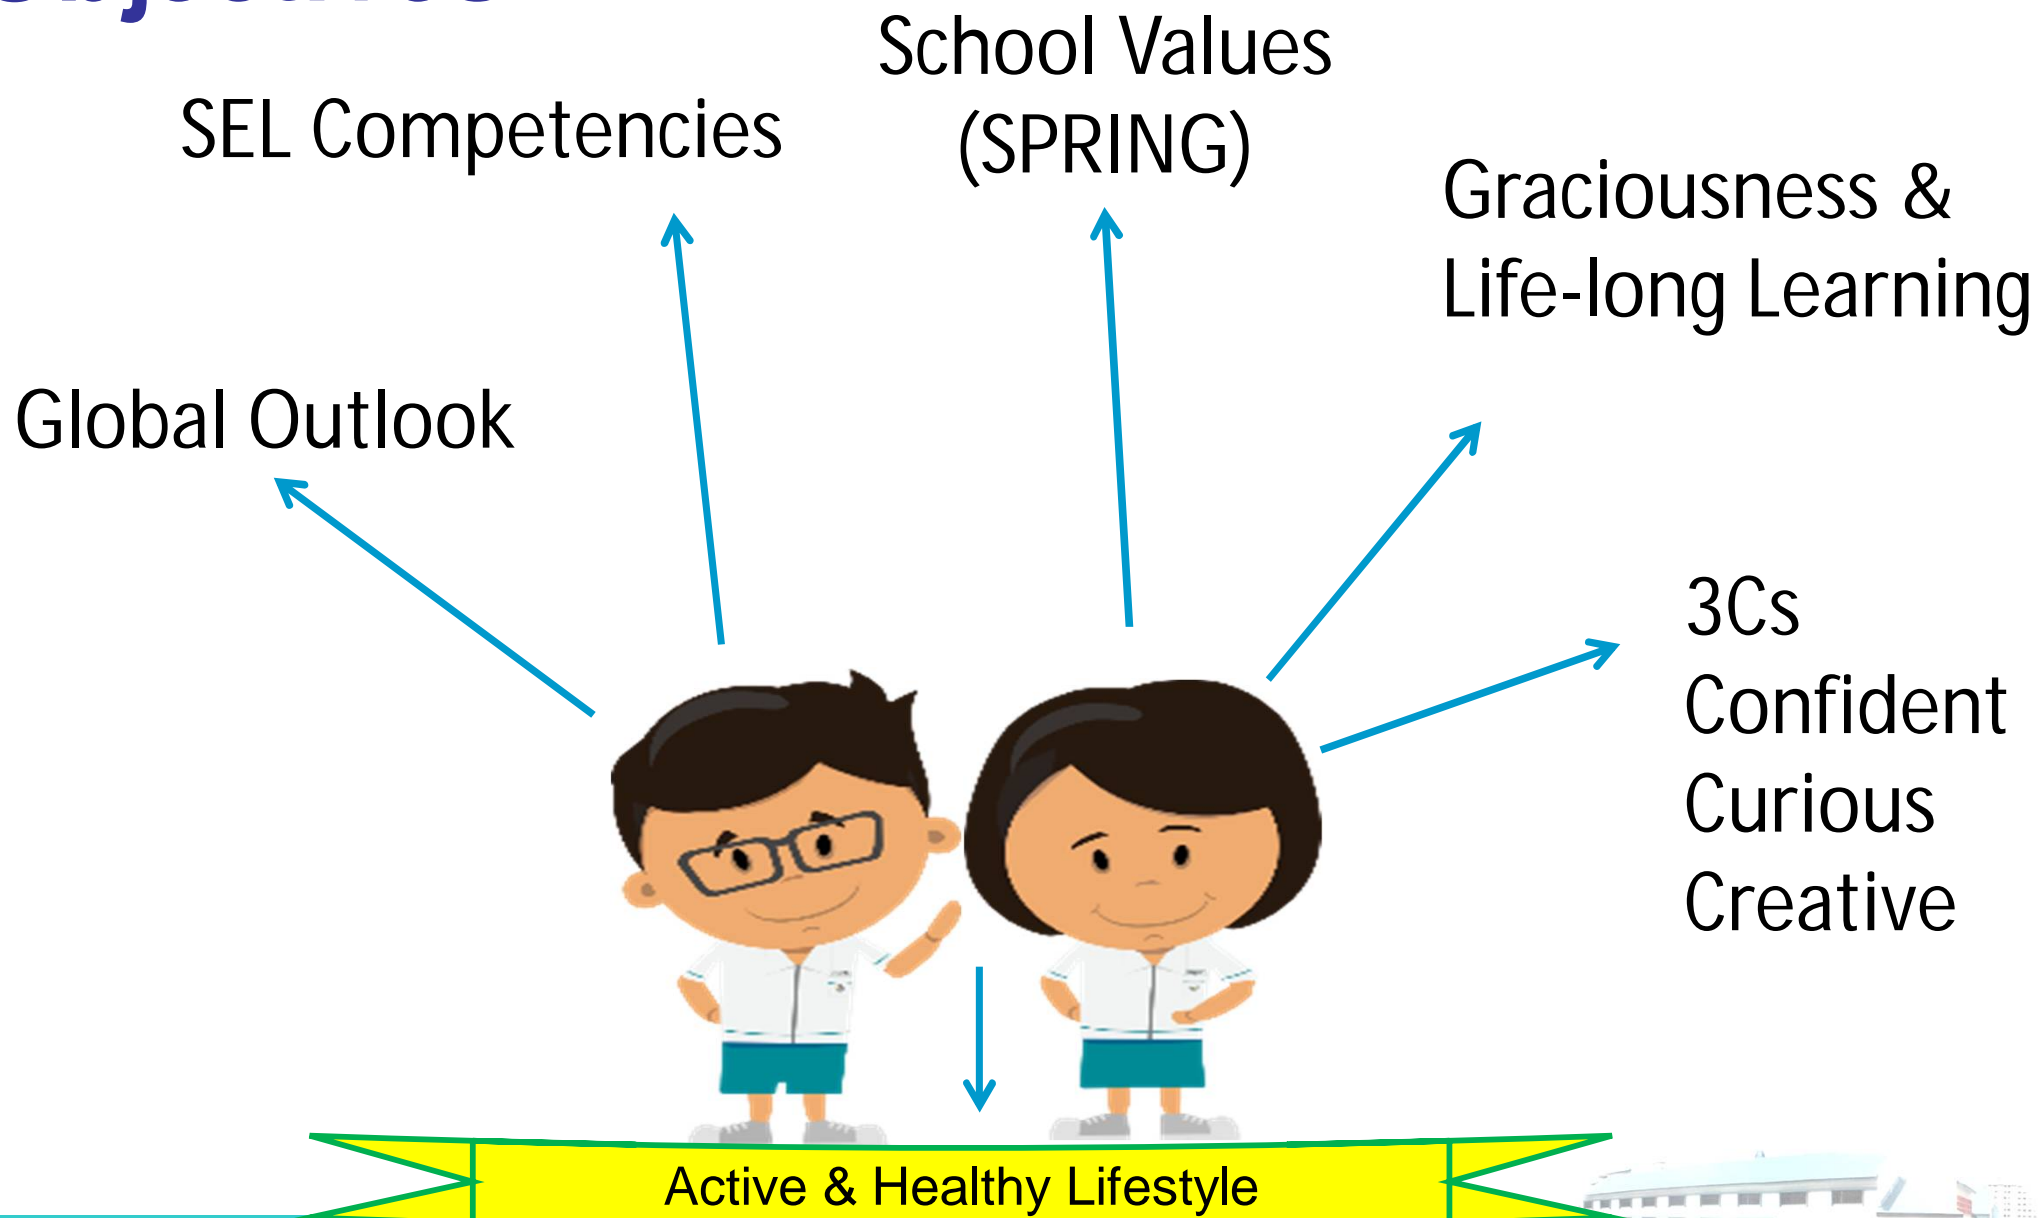 School Values
(SPRING)
SEL Competencies
Graciousness &
Life-long Learning
Global Outlook
3Cs
Confident
Curious
Creative
Active & Healthy Lifestyle